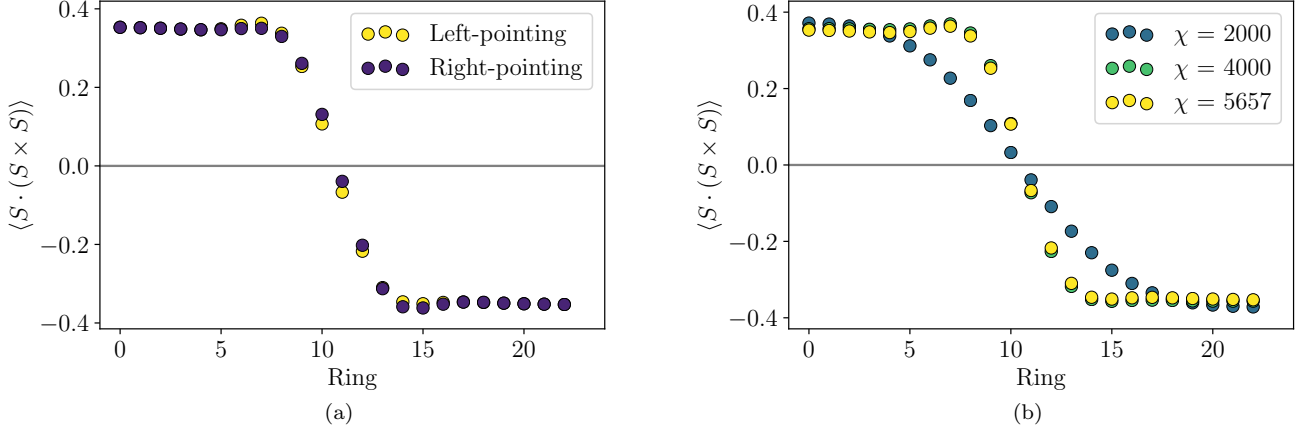 0.4
0.2
0.0
−0.2
−0.4
⟨S · (S × S)⟩
Left-pointing
Right-pointing
0 5 10 15 20
Ring
(a)
0.4
0.2
0.0
−0.2
−0.4
⟨S · (S × S)⟩
χ = 2000
χ = 4000
χ = 5657
0 5 10 15 20
Ring
(b)